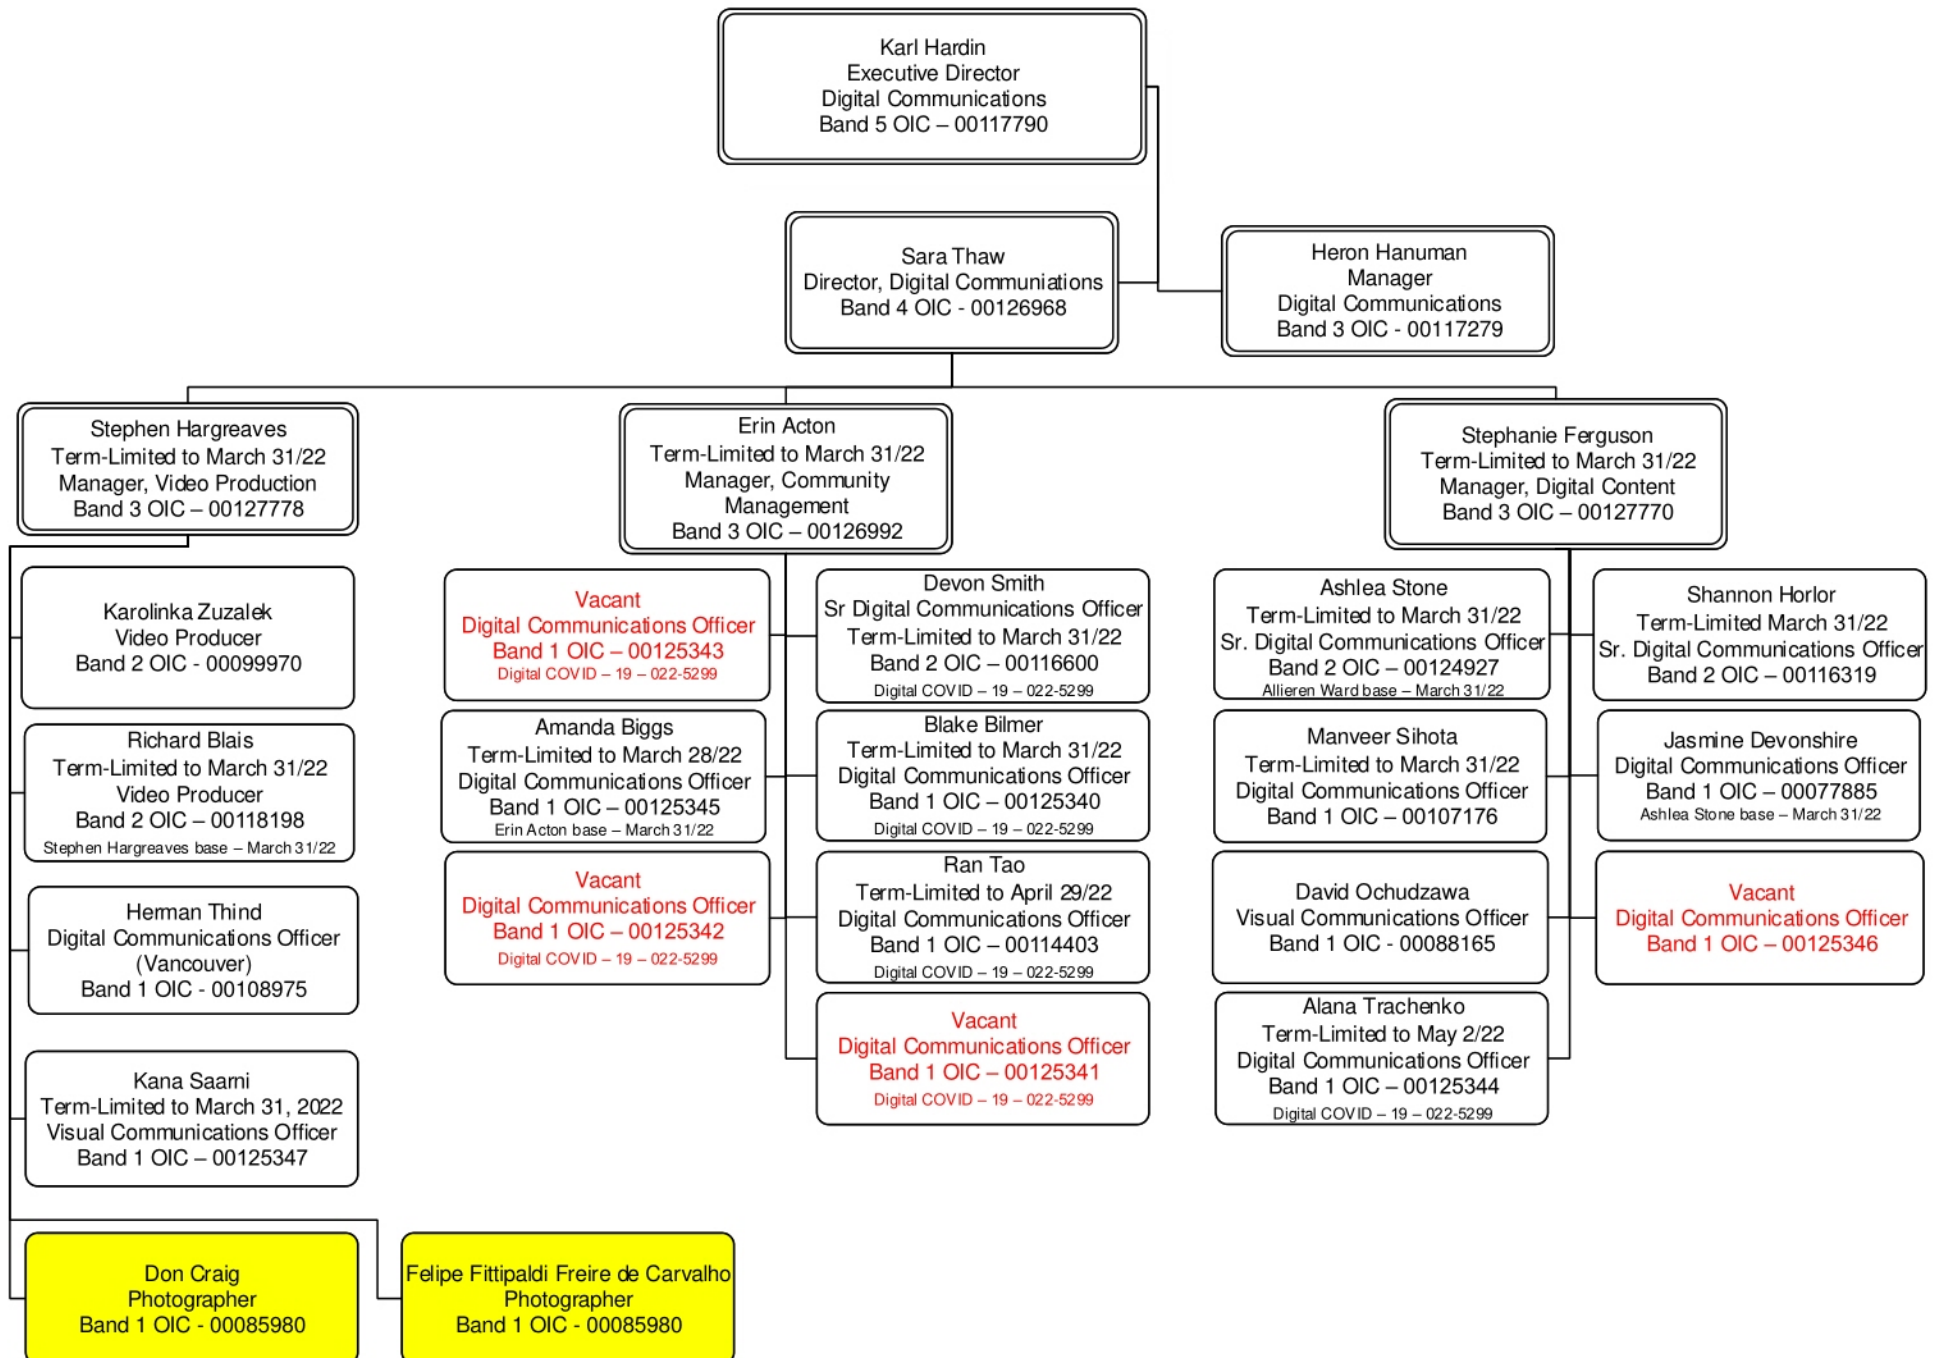 Karl Hardin
Executive Director
Digital Communications
Band 5 OIC – 00117790
Sara Thaw
Director, Digital Communiations
Band 4 OIC - 00126968
Heron Hanuman
Manager
Digital Communications
Band 3 OIC - 00117279
Stephen Hargreaves
Term-Limited to March 31/22
Manager, Video Production
Band 3 OIC – 00127778
Erin Acton
Term-Limited to March 31/22
Manager, Community
Management
Band 3 OIC – 00126992
Stephanie Ferguson
Term-Limited to March 31/22
Manager, Digital Content
Band 3 OIC – 00127770
Karolinka Zuzalek
Video Producer
Band 2 OIC - 00099970
Richard Blais
Term-Limited to March 31/22
Video Producer
Band 2 OIC – 00118198
Stephen Hargreaves base – March 31/22
Herman Thind
Digital Communications Officer
(Vancouver)
Band 1 OIC - 00108975
Kana Saarni
Term-Limited to March 31, 2022
Visual Communications Officer
Band 1 OIC – 00125347
Don Craig
Photographer
Band 1 OIC - 00085980
Felipe Fittipaldi Freire de Carvalho
Photographer
Band 1 OIC - 00085980
Vacant
Digital Communications Officer
Band 1 OIC – 00125343
Digital COVID – 19 – 022-5299
Devon Smith
Sr Digital Communications Officer
Term-Limited to March 31/22
Band 2 OIC – 00116600
Digital COVID – 19 – 022-5299
Amanda Biggs
Term-Limited to March 28/22
Digital Communications Officer
Band 1 OIC – 00125345
Erin Acton base – March 31/22
Blake Bilmer
Term-Limited to March 31/22
Digital Communications Officer
Band 1 OIC – 00125340
Digital COVID – 19 – 022-5299
Vacant
Digital Communications Officer
Band 1 OIC – 00125342
Digital COVID – 19 – 022-5299
Ran Tao
Term-Limited to April 29/22
Digital Communications Officer
Band 1 OIC – 00114403
Digital COVID – 19 – 022-5299
Vacant
Digital Communications Officer
Band 1 OIC – 00125341
Digital COVID – 19 – 022-5299
Ashlea Stone
Term-Limited to March 31/22
Sr. Digital Communications Officer
Band 2 OIC – 00124927
Allieren Ward base – March 31/22
Shannon Horlor
Term-Limited March 31/22
Sr. Digital Communications Officer
Band 2 OIC – 00116319
Manveer Sihota
Term-Limited to March 31/22
Digital Communications Officer
Band 1 OIC – 00107176
Jasmine Devonshire
Digital Communications Officer
Band 1 OIC – 00077885
Ashlea Stone base – March 31/22
David Ochudzawa
Visual Communications Officer
Band 1 OIC - 00088165
Vacant
Digital Communications Officer
Band 1 OIC – 00125346
Alana Trachenko
Term-Limited to May 2/22
Digital Communications Officer
Band 1 OIC – 00125344
Digital COVID – 19 – 022-5299